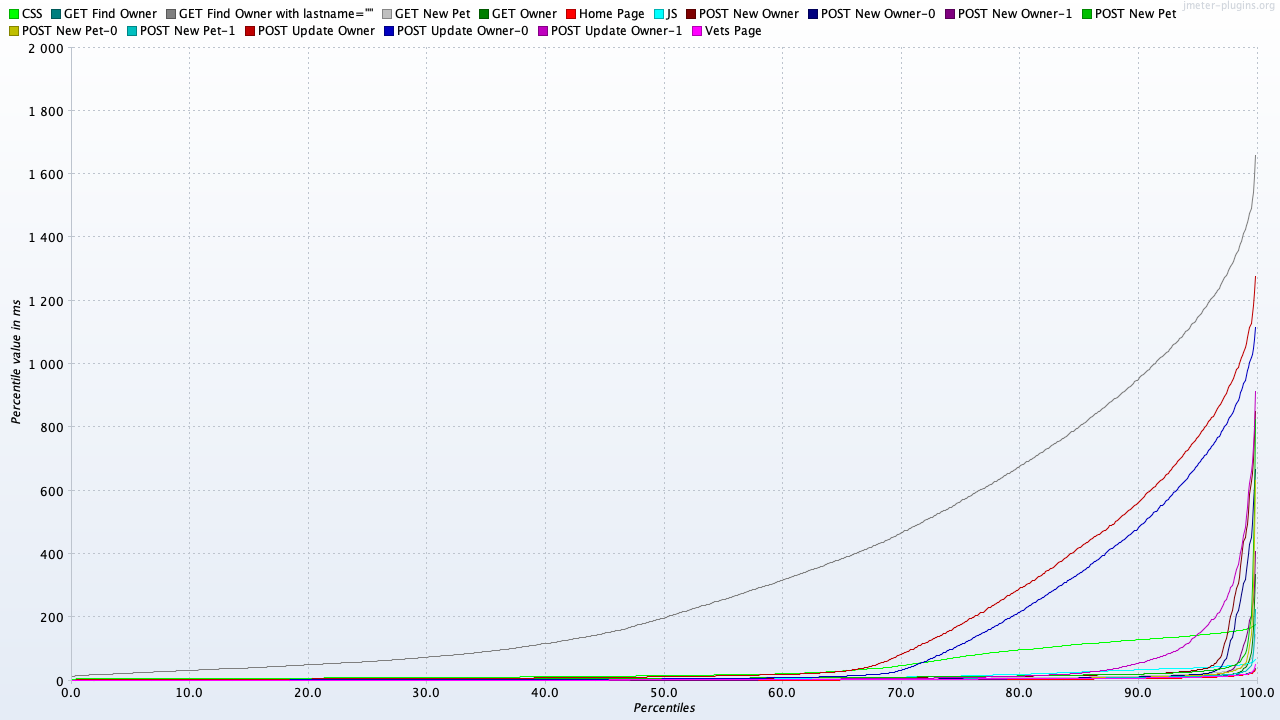 jmeter-plugins.org
CSS GET Find Owner GET Find Owner with lastname="" GET New Pet GET Owner Home Page JS POST New Owner POST New Owner-0 POST New Owner-1 POST New Pet
POST New Pet-0 POST New Pet-1 POST Update Owner POST Update Owner-0 POST Update Owner-1 Vets Page
2 000
1 800
1 600
1 400
1 200
1 000
800
600
400
200
0
Percentile value in ms
0.0 10.0 20.0 30.0 40.0 50.0 60.0 70.0 80.0 90.0 100.0
Percentiles